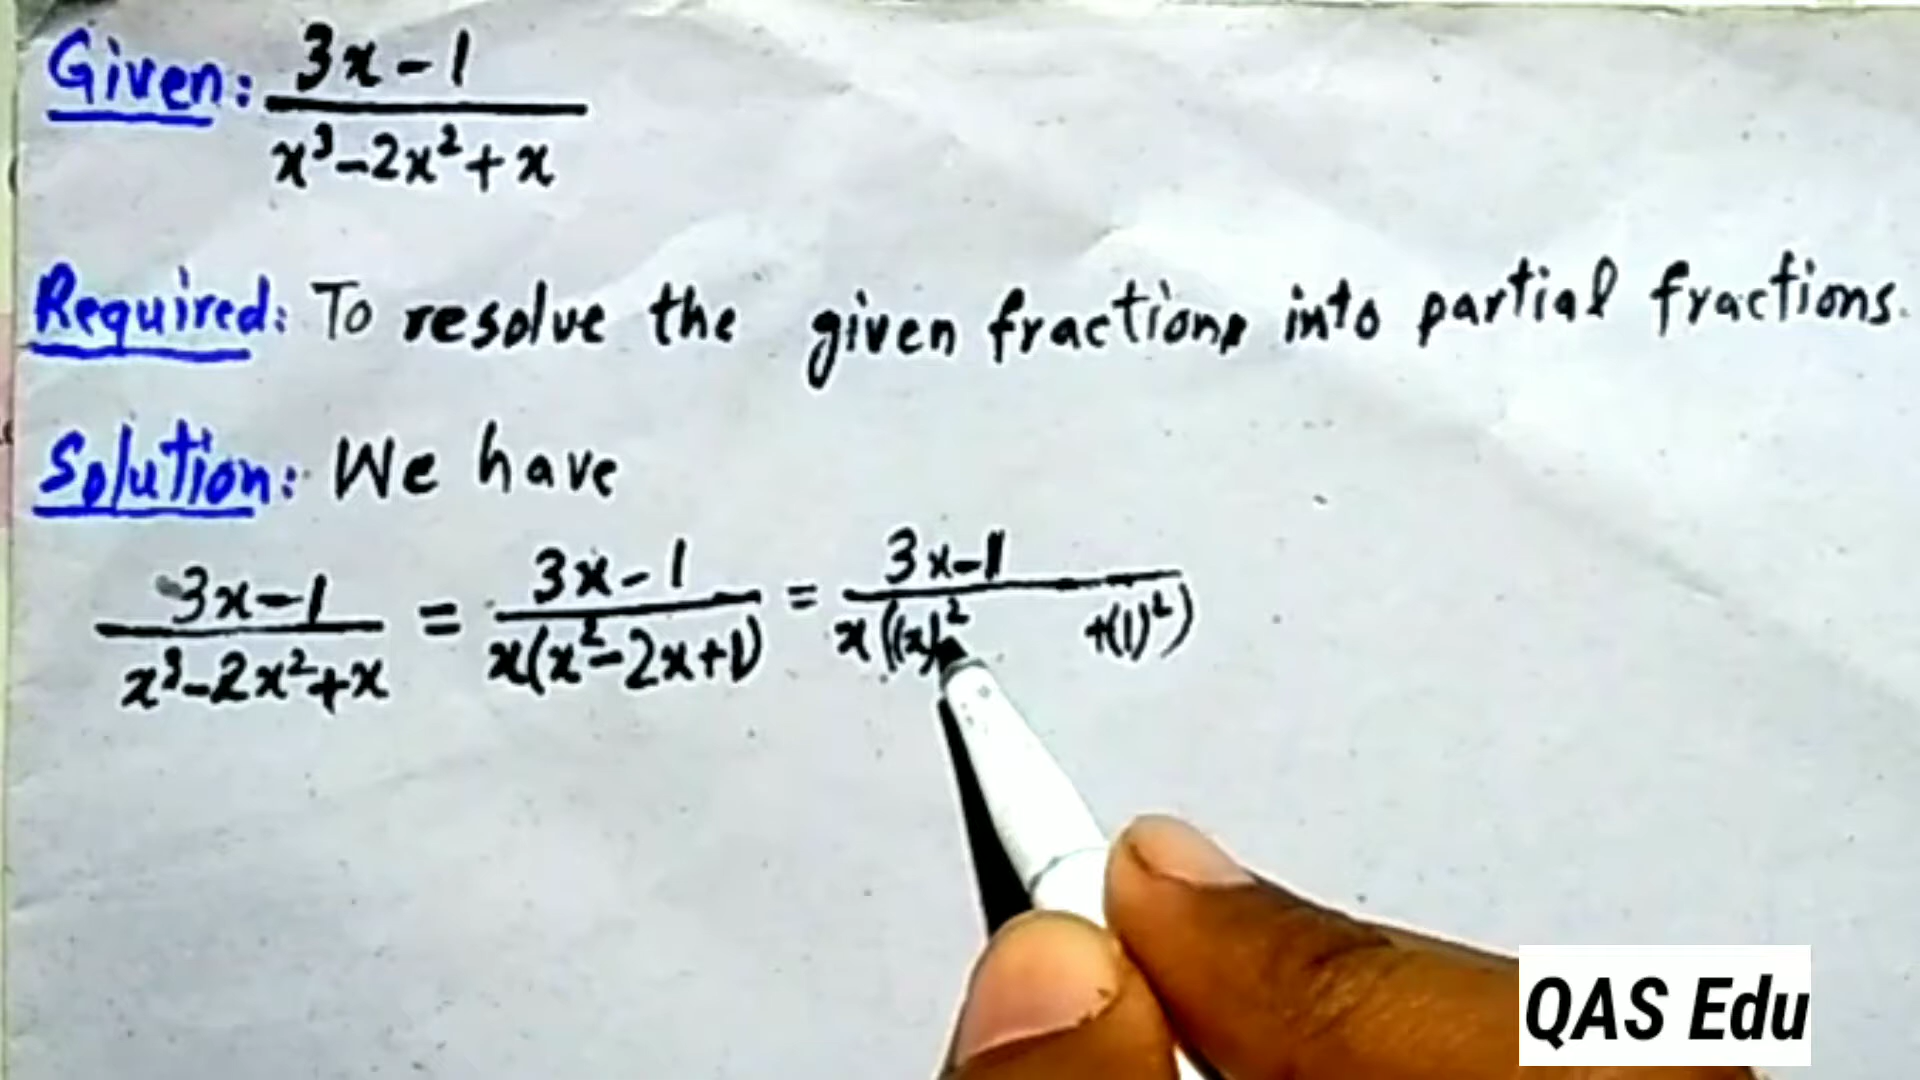 Given: 3x-1
x³-2x²+x
Required: To resolve the given fractions into partial fractions.
Solution: We have
3x-1 = 3x-1 = 3x-1
x³-2x²+x x(x²-2x+1) x((x)² +(1)²)
QAS Edu